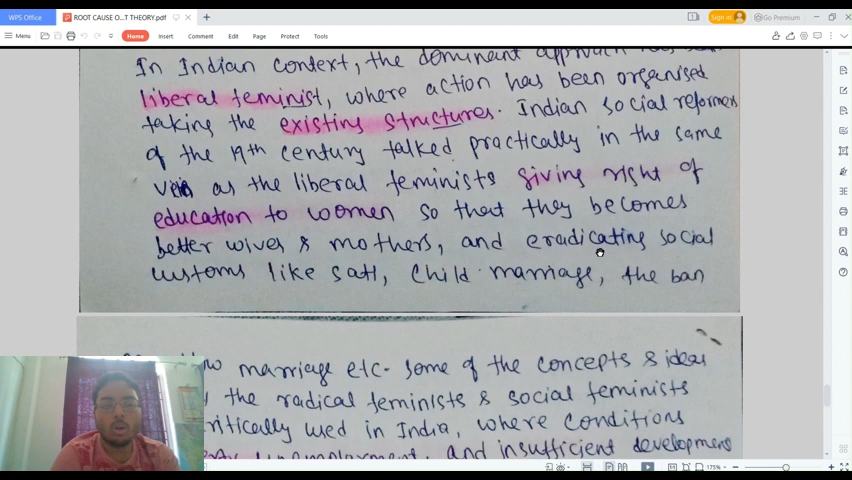 WPS Office
ROOT CAUSE O...T THEORY.pdf
+
Sign in
Go Premium
Menu
Home
Insert
Comment
Edit
Page
Protect
Tools
In Indian context, the dominant approach
liberal feminist, where action has been organised
taking the existing structures. Indian social reformers
of the 19th century talked practically in the same
vein as the liberal feminists giving right of
education to women so that they becomes
better wives & mothers, and eradicating social
customs like sati, child marriage, the ban
marriage etc. some of the concepts & ideas
the radical feminists & social feminists
critically used in India, where conditions
unemployment, and insufficient development
175%